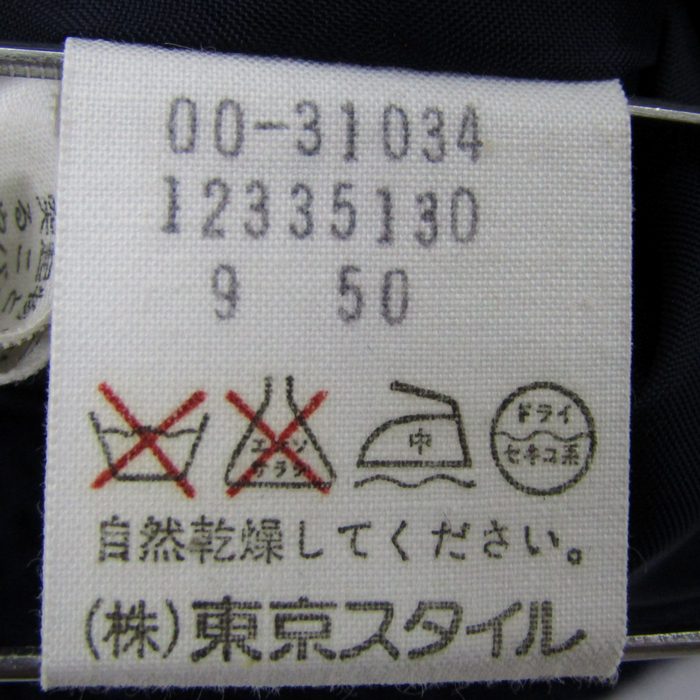 00-31034
12335130
9 50
エンソ
サラシ
中
ドライ
セキユ系
自然乾燥してください。
(株)東京スタイル